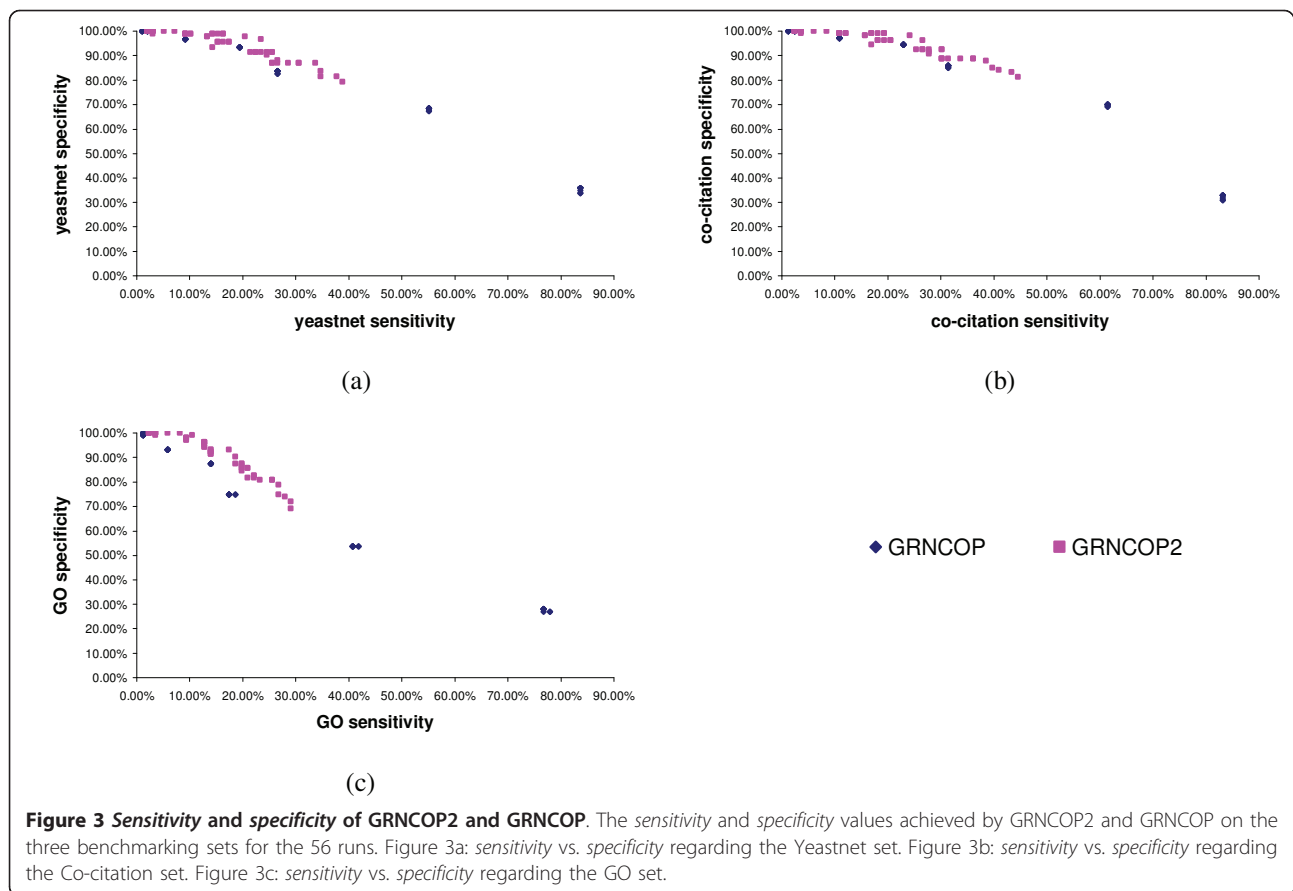 100.00%
90.00%
80.00%
70.00%
60.00%
50.00%
40.00%
30.00%
20.00%
10.00%
0.00%
yeastnet specificity
0.00% 10.00% 20.00% 30.00% 40.00% 50.00% 60.00% 70.00% 80.00% 90.00%
yeastnet sensitivity
(a)
100.00%
90.00%
80.00%
70.00%
60.00%
50.00%
40.00%
30.00%
20.00%
10.00%
0.00%
co-citation specificity
0.00% 10.00% 20.00% 30.00% 40.00% 50.00% 60.00% 70.00% 80.00% 90.00%
co-citation sensitivity
(b)
100.00%
90.00%
80.00%
70.00%
60.00%
50.00%
40.00%
30.00%
20.00%
10.00%
0.00%
GO specificity
0.00% 10.00% 20.00% 30.00% 40.00% 50.00% 60.00% 70.00% 80.00% 90.00%
GO sensitivity
(c)
GRNCOP GRNCOP2
Figure 3 Sensitivity and specificity of GRNCOP2 and GRNCOP. The sensitivity and specificity values achieved by GRNCOP2 and GRNCOP on the
three benchmarking sets for the 56 runs. Figure 3a: sensitivity vs. specificity regarding the Yeastnet set. Figure 3b: sensitivity vs. specificity regarding
the Co-citation set. Figure 3c: sensitivity vs. specificity regarding the GO set.